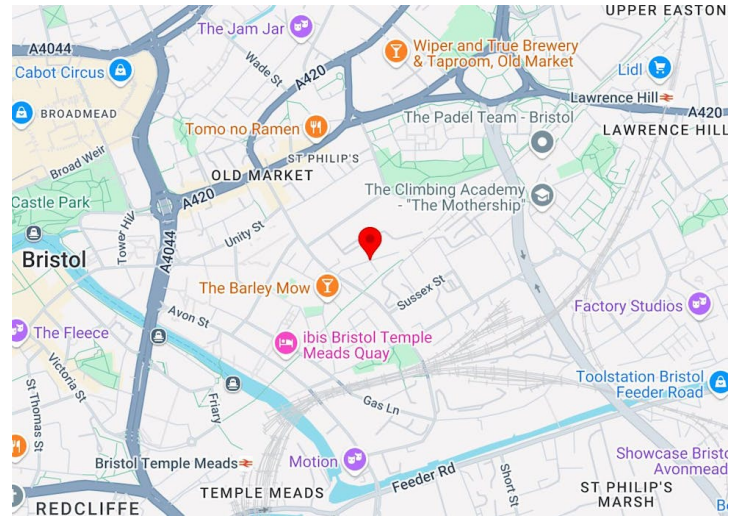 UPPER EASTON
The Jam Jar
A4044
Wiper and True Brewery
& Taproom, Old Market
A420
Cabot Circus
Wade St
Lidl
Lawrence Hill
A420
BROADMEAD
The Padel Team - Bristol
Tomo no Ramen
LAWRENCE HILL
ST PHILIP'S
Broad Weir
OLD MARKET
The Climbing Academy
- "The Mothership"
A420
Castle Park
Tower Hill
Unity St
A4044
Bristol
The Barley Mow
Sussex St
Factory Studios
Avon St
The Fleece
ibis Bristol Temple
Meads Quay
Victoria St
Toolstation Bristol
Feeder Road
St Thomas St
Friary
Gas Ln
Showcase Bristo
Avonmead
Bristol Temple Meads
Motion
Feeder Rd
Short St
ST PHILIP'S
MARSH
TEMPLE MEADS
REDCLIFFE